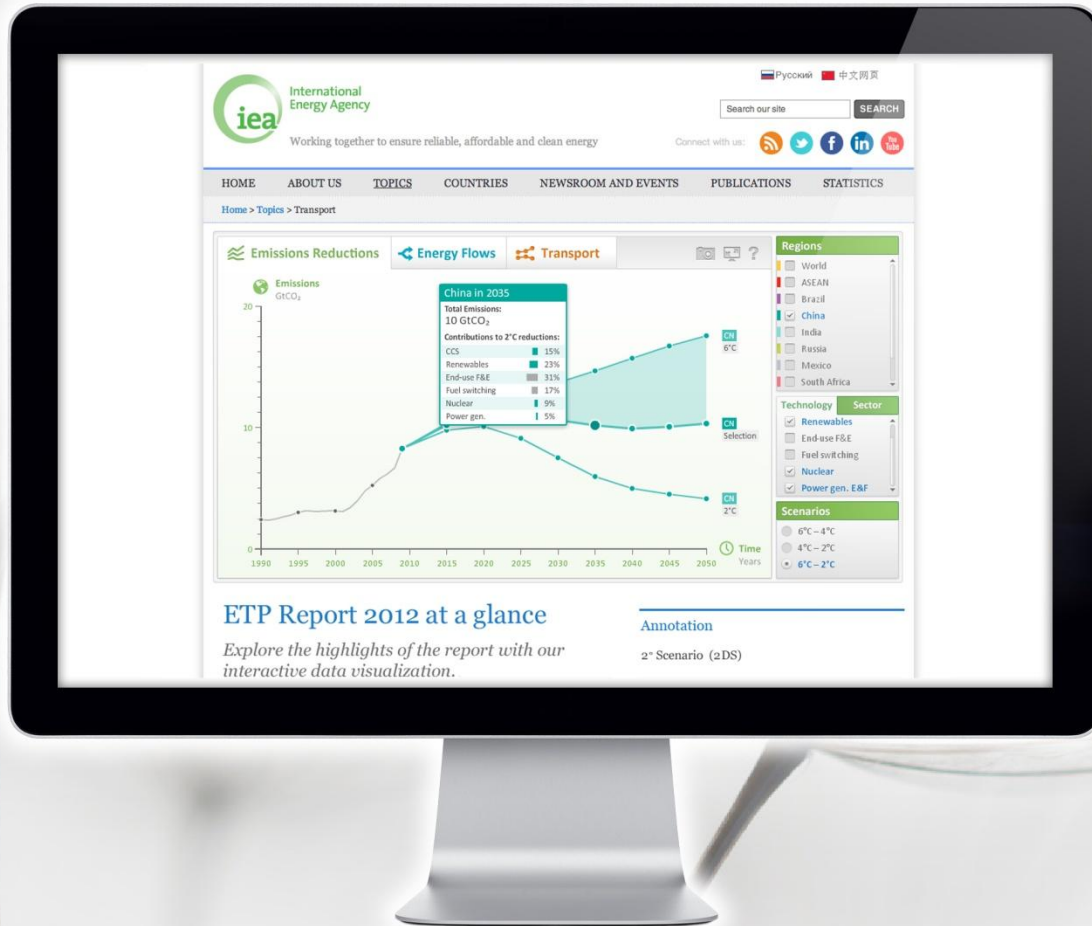 Русский 中文网页
iea International
Energy Agency
Search our site SEARCH
Working together to ensure reliable, affordable and clean energy
Connect with us: f in You Tube
HOME ABOUT US TOPICS COUNTRIES NEWSROOM AND EVENTS PUBLICATIONS STATISTICS
Home > Topics > Transport
Emissions Reductions Energy Flows Transport ?
Emissions
GtCO₂
20
10
0
1990 1995 2000 2005 2010 2015 2020 2025 2030 2035 2040 2045 2050
Time
Years
China in 2035
Total Emissions:
10 GtCO₂
Contributions to 2°C reductions:
CCS 15%
Renewables 23%
End-use F&E 31%
Fuel switching 17%
Nuclear 9%
Power gen. 5%
CN
6°C
CN
Selection
CN
2°C
Regions
World
ASEAN
Brazil
China
India
Russia
Mexico
South Africa
Technology Sector
Renewables
End-use F&E
Fuel switching
Nuclear
Power gen. E&F
Scenarios
6°C – 4°C
4°C – 2°C
6°C – 2°C
ETP Report 2012 at a glance
Explore the highlights of the report with our
interactive data visualization.
Annotation
2° Scenario (2DS)